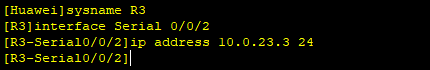 [Huawei]sysname R3
[R3]interface Serial 0/0/2
[R3-Serial0/0/2]ip address 10.0.23.3 24
[R3-Serial0/0/2]